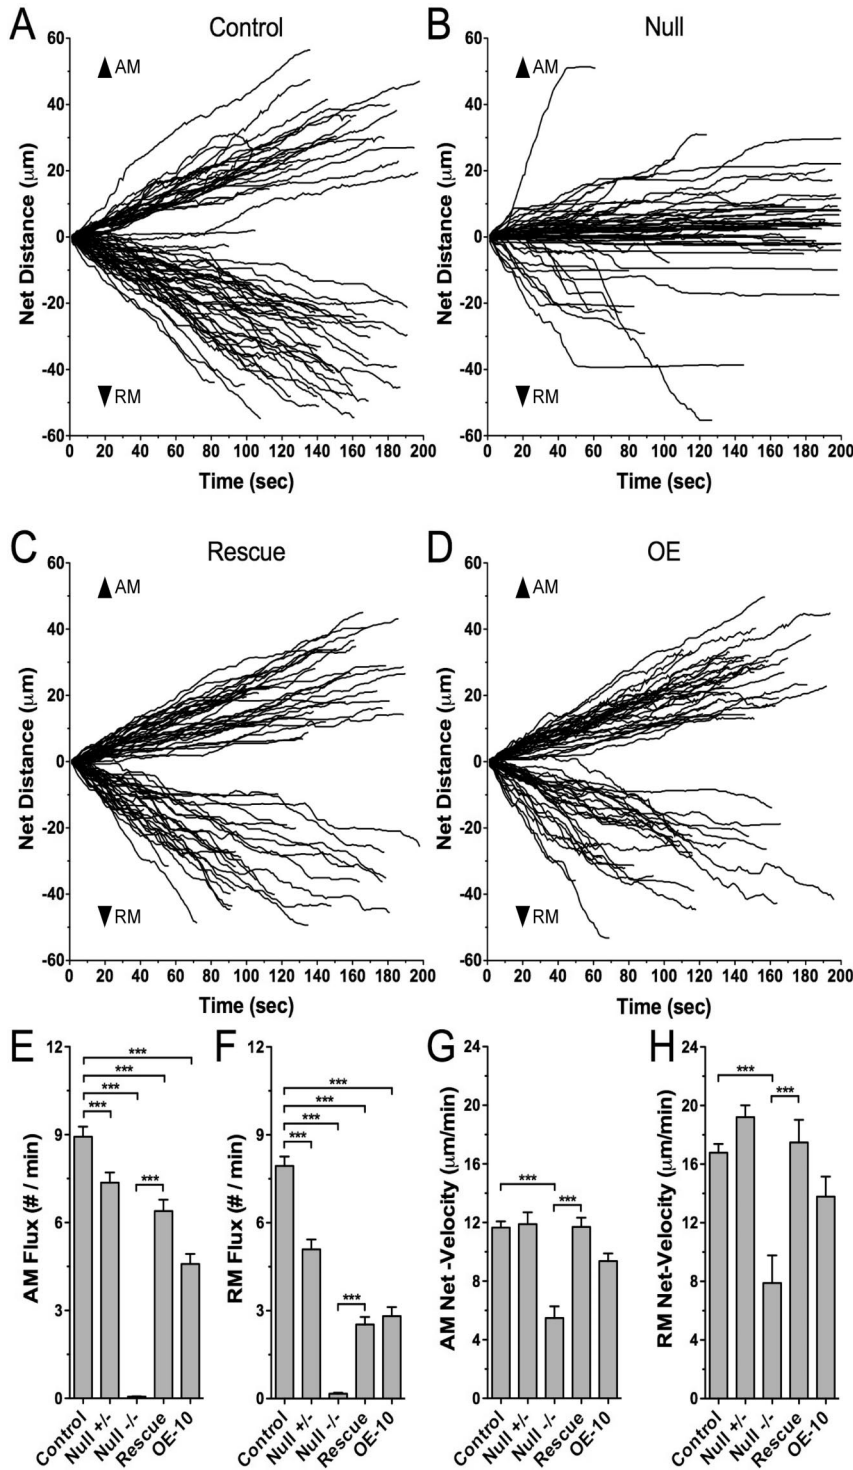 A Control
B Null
60 40 20 0 -20 -40 -60
Net Distance (μm)
▲ AM
▼ RM
0 20 40 60 80 100 120 140 160 180 200
Time (sec)
60 40 20 0 -20 -40 -60
Net Distance (μm)
▲ AM
▼ RM
0 20 40 60 80 100 120 140 160 180 200
Time (sec)
C Rescue
D OE
60 40 20 0 -20 -40 -60
Net Distance (μm)
▲ AM
▼ RM
0 20 40 60 80 100 120 140 160 180 200
Time (sec)
60 40 20 0 -20 -40 -60
Net Distance (μm)
▲ AM
▼ RM
0 20 40 60 80 100 120 140 160 180 200
Time (sec)
E
12 9 6 3 0
AM Flux (# / min)
***
***
***
***
***
Control Null +/- Null -/- Rescue OE-10
F
12 9 6 3 0
RM Flux (# / min)
***
***
***
***
***
Control Null +/- Null -/- Rescue OE-10
G
24 20 16 12 8 4 0
AM Net -Velocity (μm/min)
***
***
Control Null +/- Null -/- Rescue OE-10
H
24 20 16 12 8 4 0
RM Net-Velocity (μm/min)
***
***
Control Null +/- Null -/- Rescue OE-10